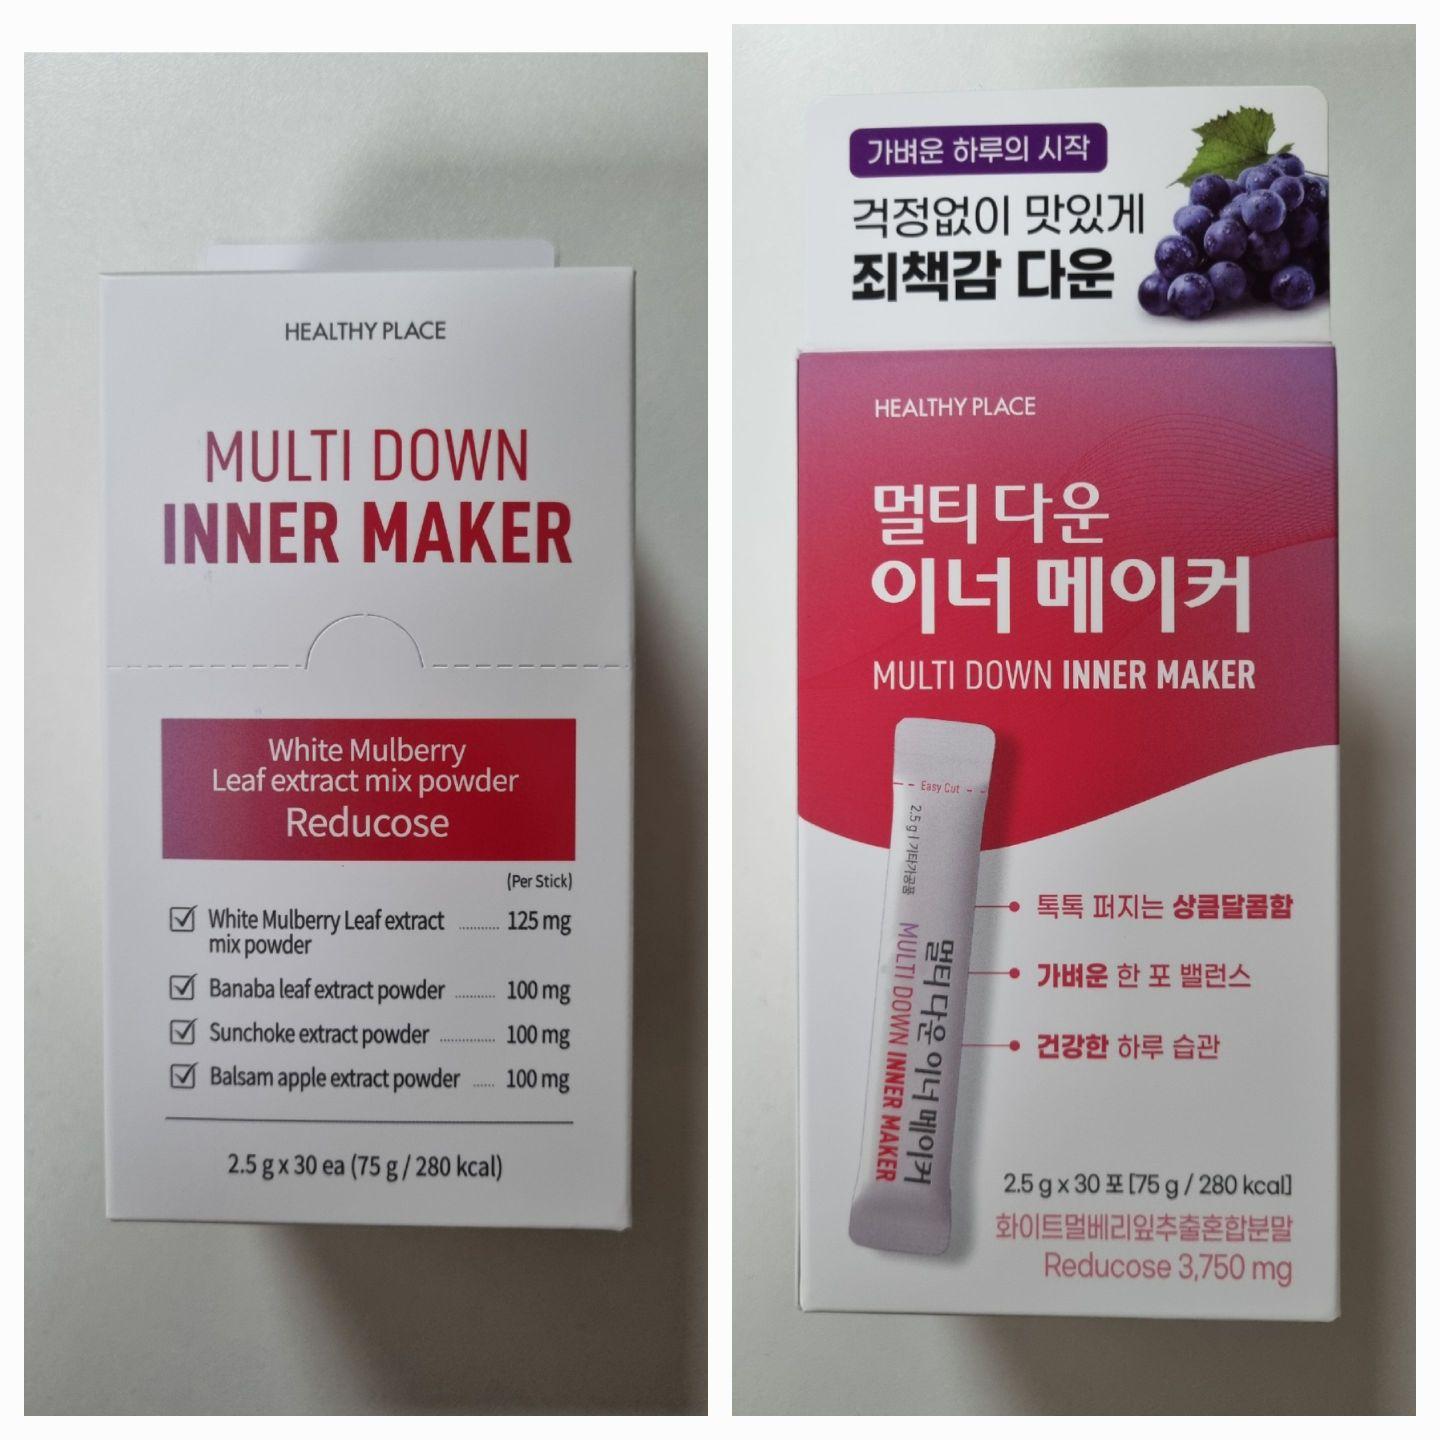 HEALTHY PLACE
MULTI DOWN
INNER MAKER
White Mulberry
Leaf extract mix powder
Reducose
(Per Stick)
White Mulberry Leaf extract .......... 125 mg
mix powder
Banaba leaf extract powder .......... 100 mg
Sunchoke extract powder .............. 100 mg
Balsam apple extract powder ..... 100 mg
2.5 g x 30 ea (75 g / 280 kcal)
가벼운 하루의 시작
걱정없이 맛있게
죄책감 다운
HEALTHY PLACE
멀티 다운
이너 메이커
MULTI DOWN INNER MAKER
Easy Cut
2.5 g | 기타가공품
멀티 다운 이너 메이커
MULTI DOWN INNER MAKER
톡톡 퍼지는 상큼달콤함
가벼운 한 포 밸런스
건강한 하루 습관
2.5 g x 30 포 [75 g / 280 kcal]
화이트멀베리잎추출혼합분말
Reducose 3,750 mg